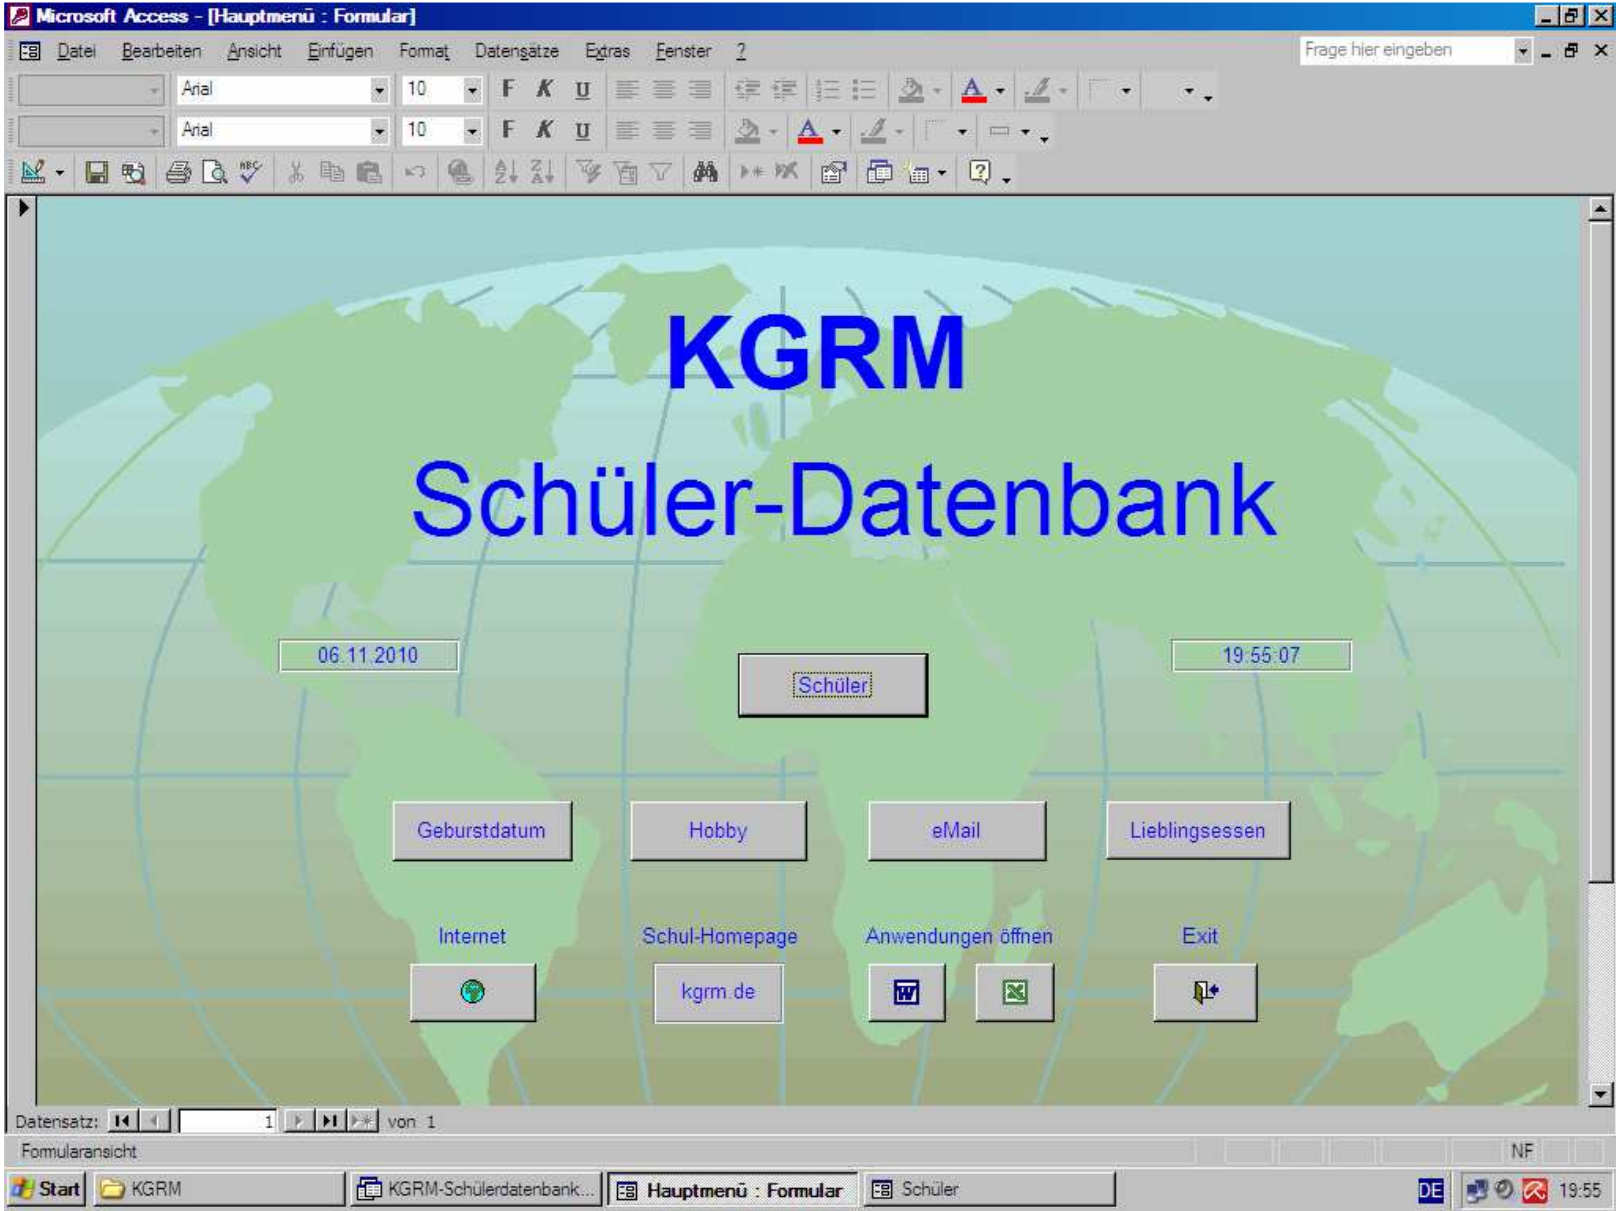 Microsoft Access - [Hauptmenü : Formular]
Datei Bearbeiten Ansicht Einfügen Format Datensätze Extras Fenster ? Frage hier eingeben
Arial 10 F K U A
Arial 10 F K U A
ABC
KGRM
Schüler-Datenbank
06.11.2010 19:55:07
Schüler
Geburstdatum Hobby eMail Lieblingsessen
Internet Schul-Homepage Anwendungen öffnen Exit
kgrm.de
Datensatz: 1 von 1
Formularansicht NF
Start KGRM KGRM-Schülerdatenbank... Hauptmenü : Formular Schüler DE 19:55